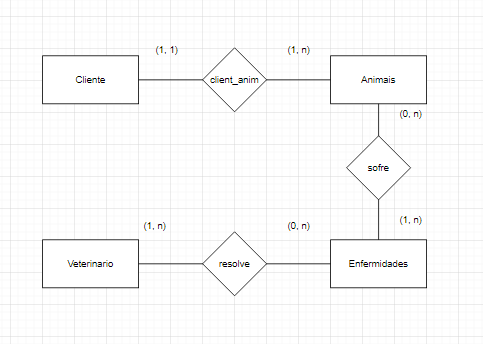 (1, 1)
(1, n)
Cliente
client_anim
Animais
(0, n)
sofre
(1, n)
(1, n)
(0, n)
Veterinario
resolve
Enfermidades